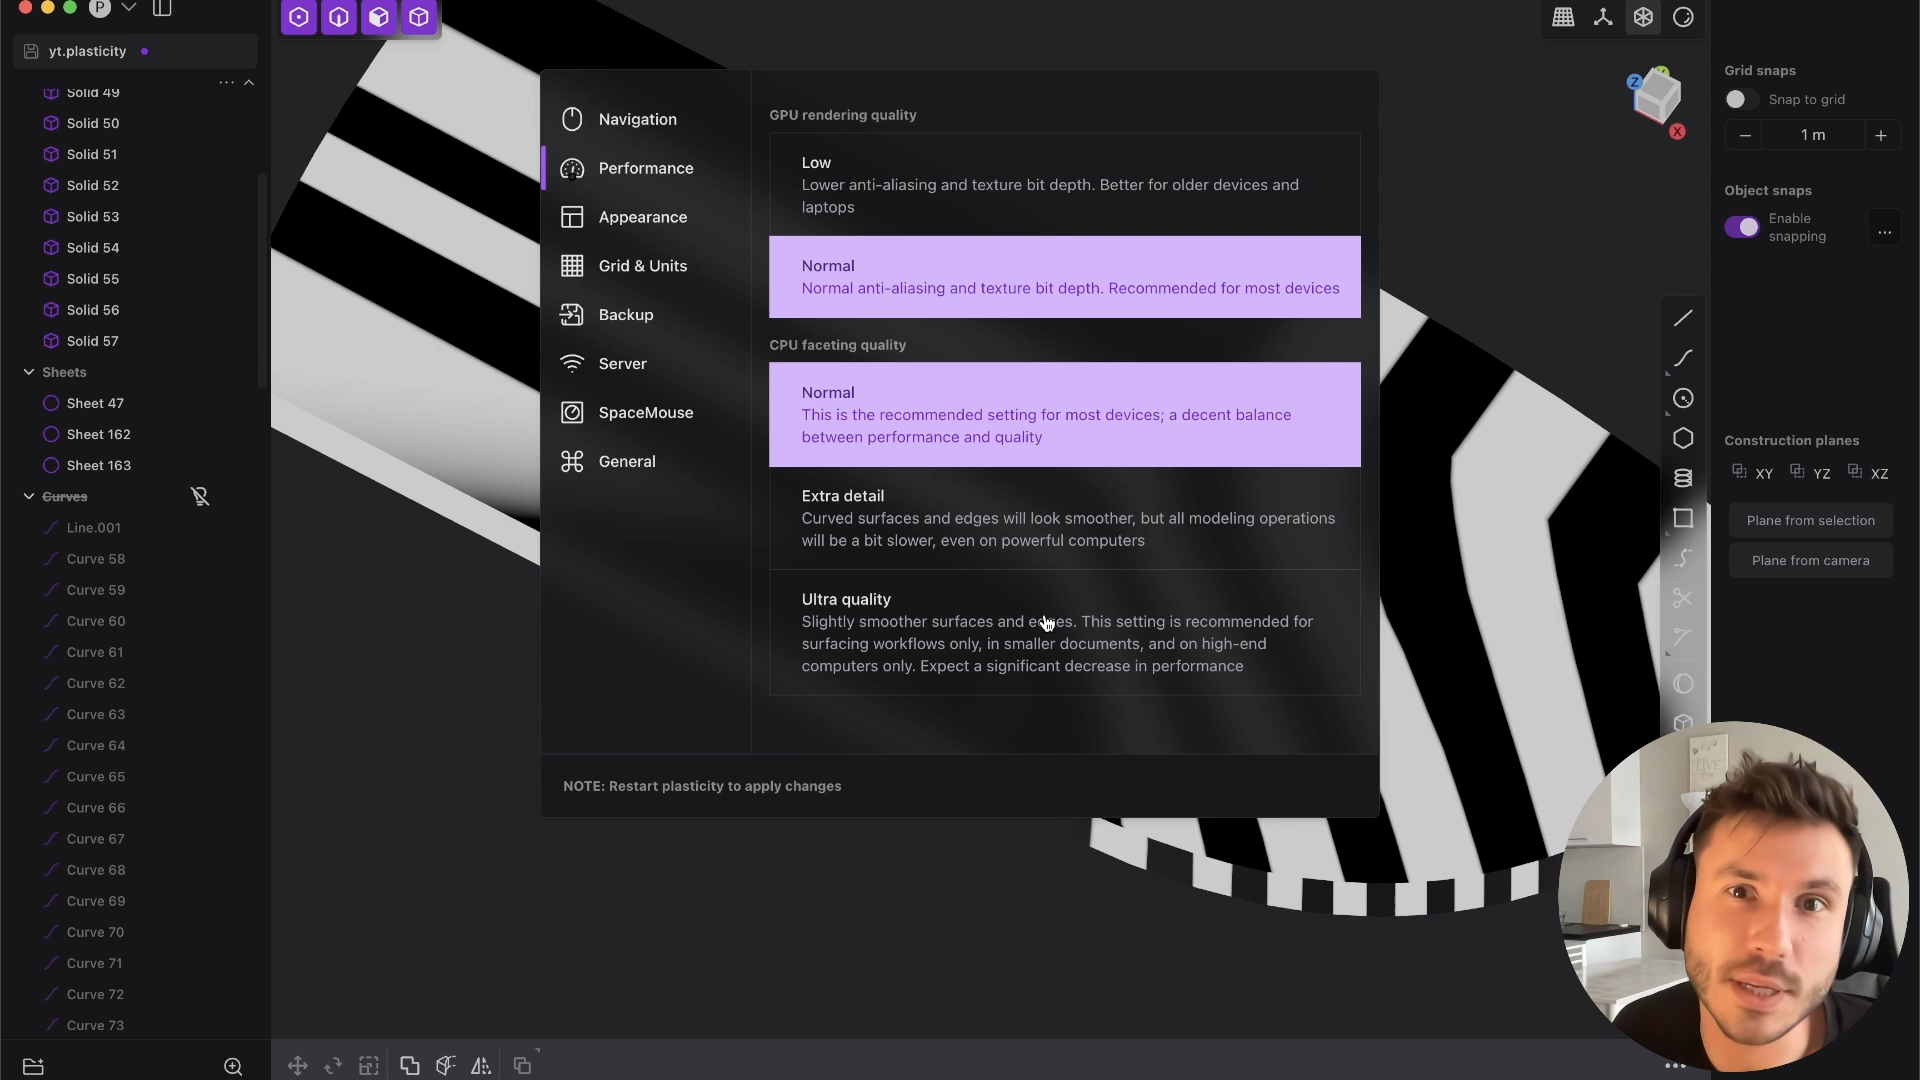 P
yt.plasticity
Solid 49
Solid 50
Solid 51
Solid 52
Solid 53
Solid 54
Solid 55
Solid 56
Solid 57
Sheets
Sheet 47
Sheet 162
Sheet 163
Curves
Line.001
Curve 58
Curve 59
Curve 60
Curve 61
Curve 62
Curve 63
Curve 64
Curve 65
Curve 66
Curve 67
Curve 68
Curve 69
Curve 70
Curve 71
Curve 72
Curve 73
Navigation
Performance
Appearance
Grid & Units
Backup
Server
SpaceMouse
General
GPU rendering quality
Low
Lower anti-aliasing and texture bit depth. Better for older devices and
laptops
Normal
Normal anti-aliasing and texture bit depth. Recommended for most devices
CPU faceting quality
Normal
This is the recommended setting for most devices; a decent balance
between performance and quality
Extra detail
Curved surfaces and edges will look smoother, but all modeling operations
will be a bit slower, even on powerful computers
Ultra quality
Slightly smoother surfaces and edges. This setting is recommended for
surfacing workflows only, in smaller documents, and on high-end
computers only. Expect a significant decrease in performance
NOTE: Restart plasticity to apply changes
Z
X
Grid snaps
Snap to grid
1 m
Object snaps
Enable
snapping
...
Construction planes
XY YZ XZ
Plane from selection
Plane from camera